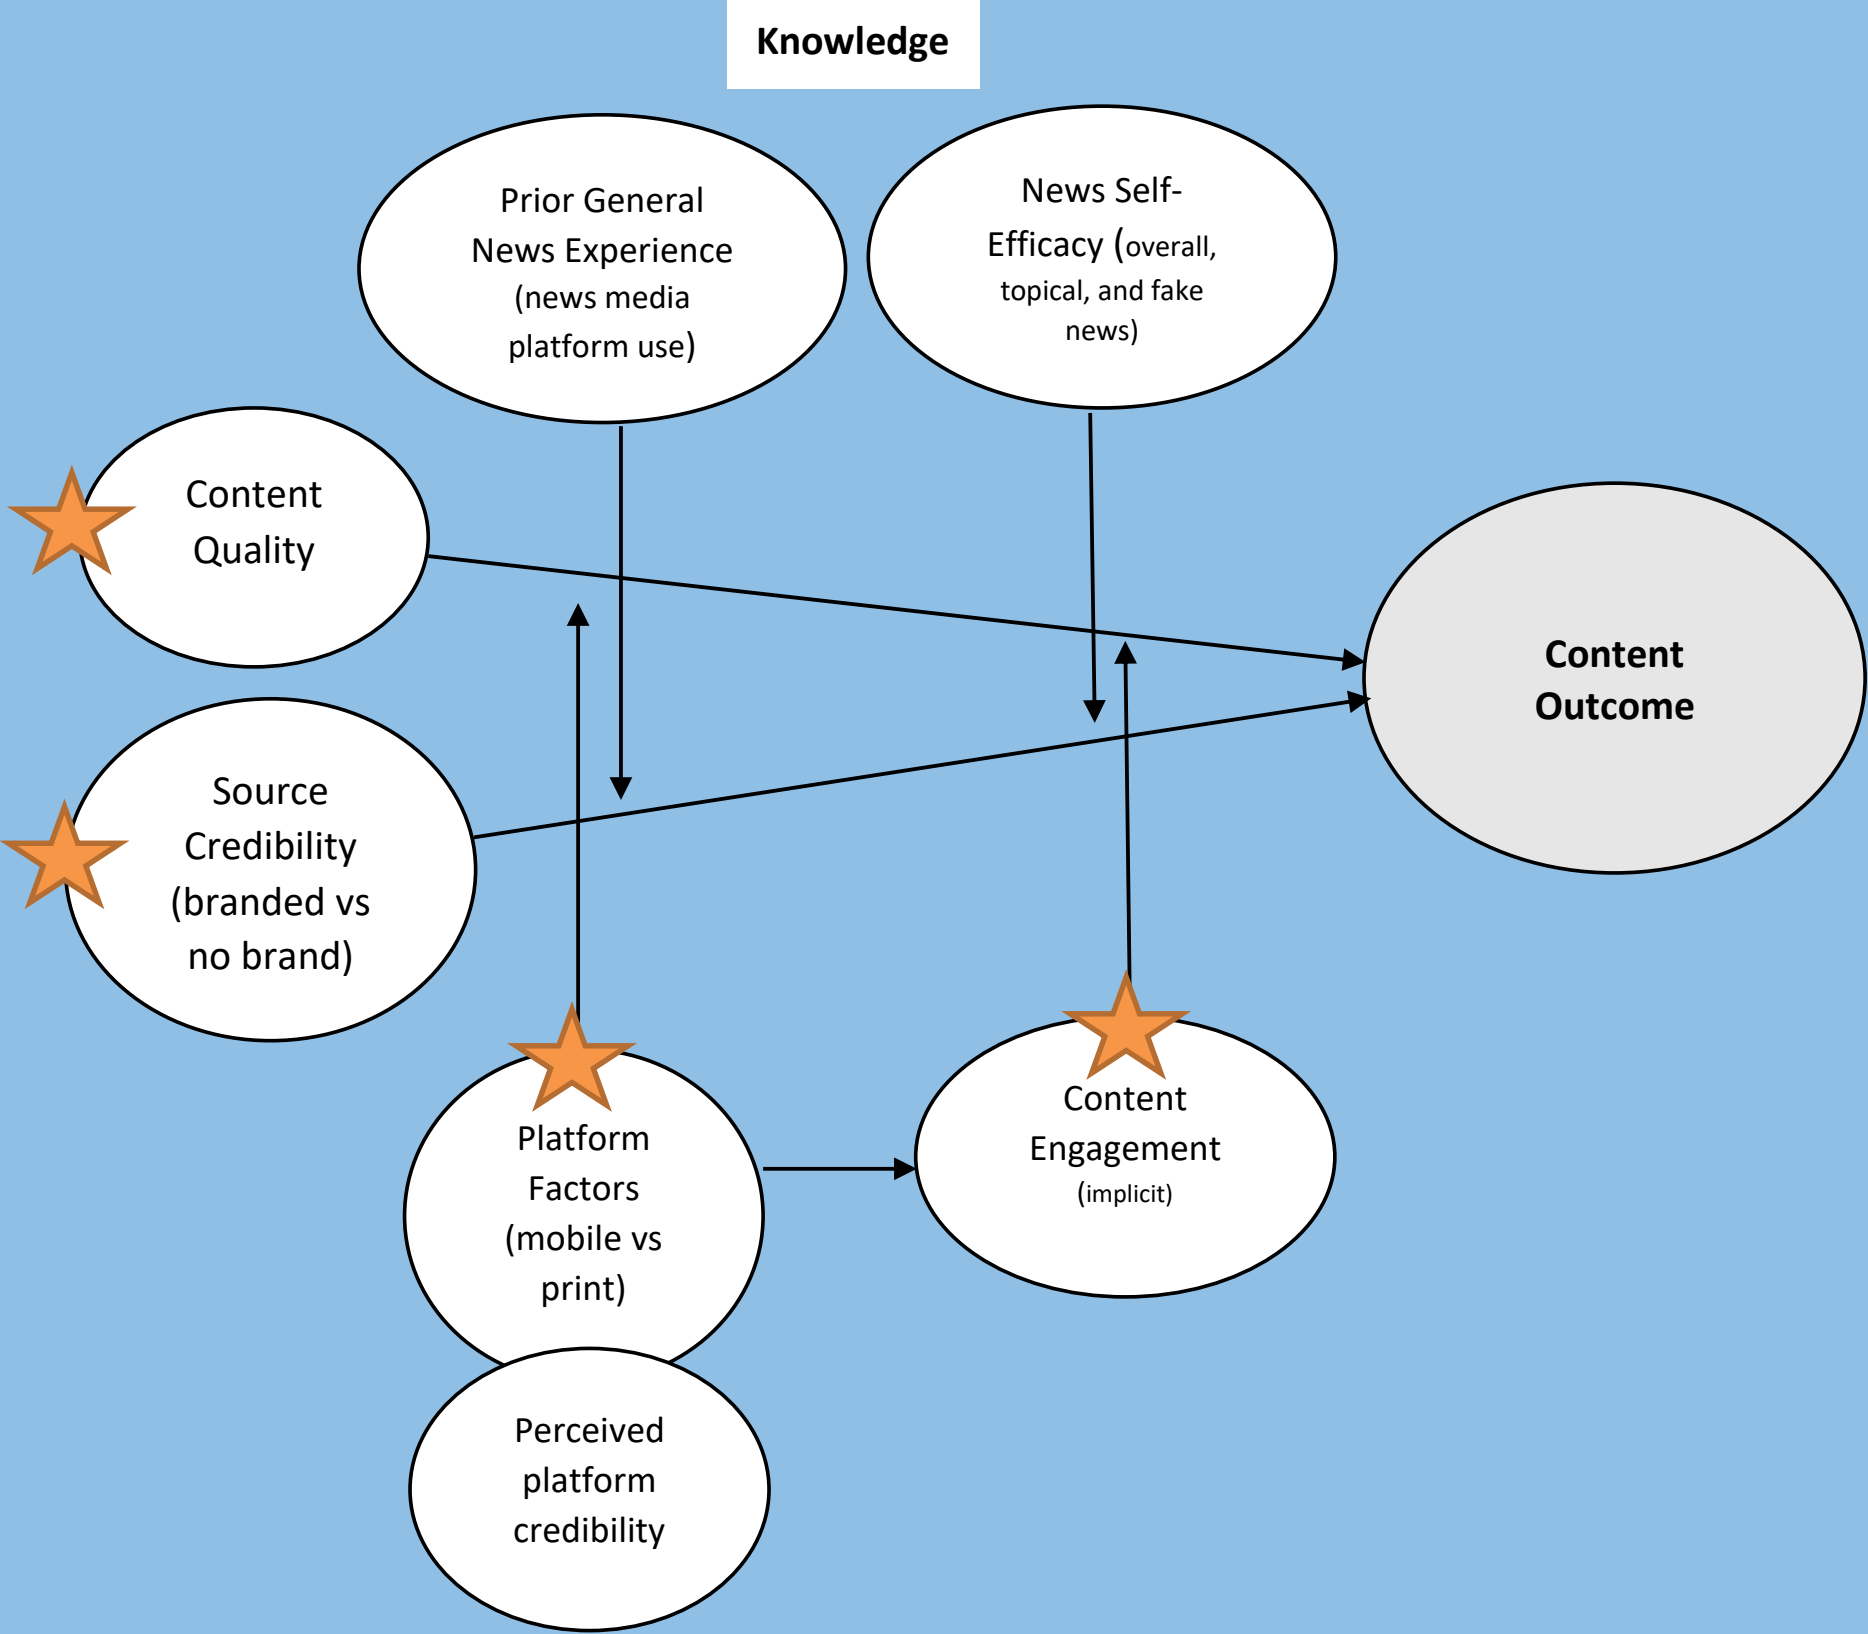 Knowledge
Prior General
News Experience
(news media
platform use)
News Self-
Efficacy (overall,
topical, and fake
news)
Content
Quality
Content
Outcome
Source
Credibility
(branded vs
no brand)
Platform
Factors
(mobile vs
print)
Content
Engagement
(implicit)
Perceived
platform
credibility